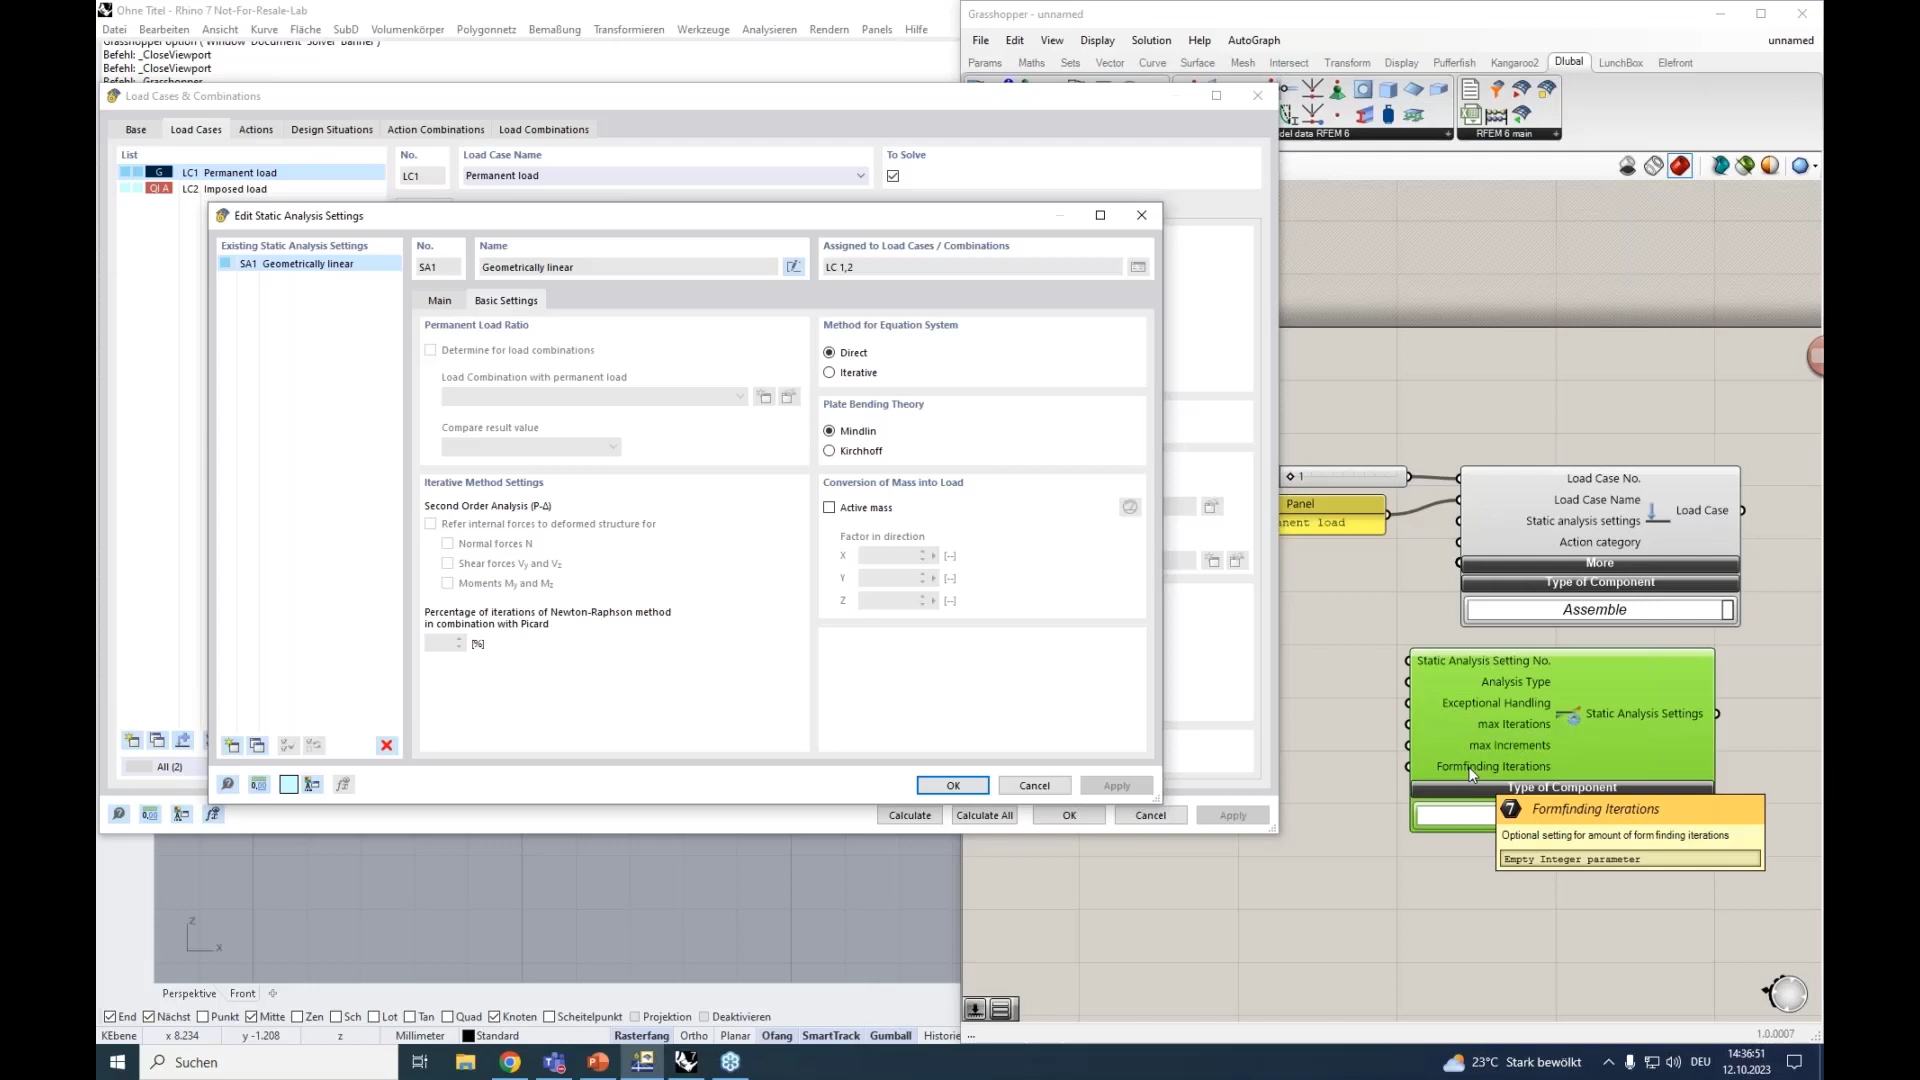 Ohne Titel - Rhino 7 Not-For-Resale-Lab
Datei Bearbeiten Ansicht Kurve Fläche SubD Volumenkörper Polygonnetz Bemaßung Transformieren Werkzeuge Analysieren Rendern Panels Hilfe
Befehl: _CloseViewport
Befehl: _CloseViewport
Load Cases & Combinations
Base Load Cases Actions Design Situations Action Combinations Load Combinations
List
G LC1 Permanent load
QI A LC2 Imposed load
No.
LC1
Load Case Name
Permanent load
To Solve
Edit Static Analysis Settings
Existing Static Analysis Settings
SA1 Geometrically linear
No.
SA1
Name
Geometrically linear
Assigned to Load Cases / Combinations
LC 1,2
Main Basic Settings
Permanent Load Ratio
Determine for load combinations
Load Combination with permanent load
Compare result value
Iterative Method Settings
Second Order Analysis (P-Δ)
Refer internal forces to deformed structure for
Normal forces N
Shear forces Vy and Vz
Moments My and Mz
Percentage of iterations of Newton-Raphson method
in combination with Picard
[%]
Method for Equation System
Direct
Iterative
Plate Bending Theory
Mindlin
Kirchhoff
Conversion of Mass into Load
Active mass
Factor in direction
X [--]
Y [--]
Z [--]
All (2)
OK Cancel Apply
Calculate Calculate All OK Cancel Apply
z
x
Perspektive Front
End Nächst Punkt Mitte Zen Sch Lot Tan Quad Knoten Scheitelpunkt Projektion Deaktivieren
KEbene x 8.234 y -1.208 z Millimeter Standard Rasterfang Ortho Planar Ofang SmartTrack Gumball Historie
Grasshopper - unnamed
File Edit View Display Solution Help AutoGraph unnamed
Params Maths Sets Vector Curve Surface Mesh Intersect Transform Display Pufferfish Kangaroo2 Dlubal LunchBox Elefront
del data RFEM 6
RFEM 6 main
1
Panel
nent load
Load Case No.
Load Case Name
Static analysis settings
Action category
Load Case
More
Type of Component
Assemble
Static Analysis Setting No.
Analysis Type
Exceptional Handling
max Iterations
max Increments
Formfinding Iterations
Static Analysis Settings
Type of Component
Formfinding Iterations
Optional setting for amount of form finding iterations
Empty Integer parameter
...
1.0.0007
Suchen
23°C Stark bewölkt
DEU
14:36:51
12.10.2023